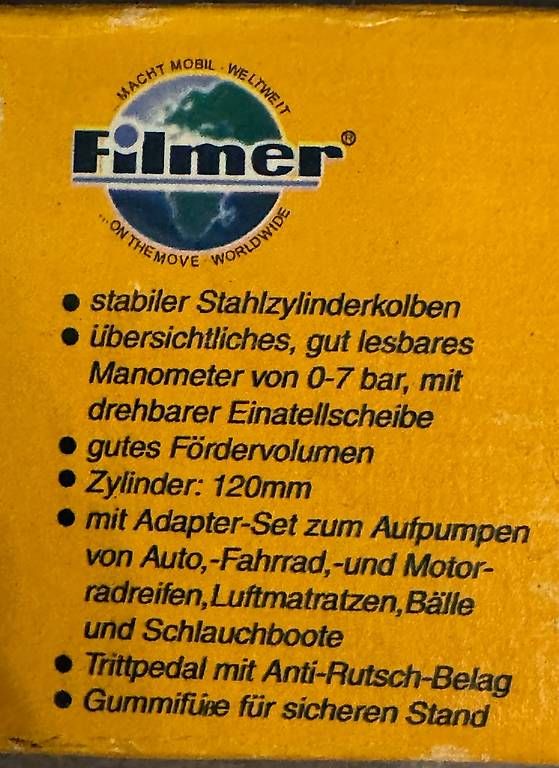 MACHT MOBIL · WELTWEIT
Filmer®
...ON THE MOVE · WORLDWIDE
● stabiler Stahlzylinderkolben
● übersichtliches, gut lesbares
Manometer von 0-7 bar, mit
drehbarer Einatellscheibe
● gutes Fördervolumen
● Zylinder: 120mm
● mit Adapter-Set zum Aufpumpen
von Auto,-Fahrrad,-und Motor-
radreifen,Luftmatratzen,Bälle
und Schlauchboote
● Trittpedal mit Anti-Rutsch-Belag
● Gummifüße für sicheren Stand